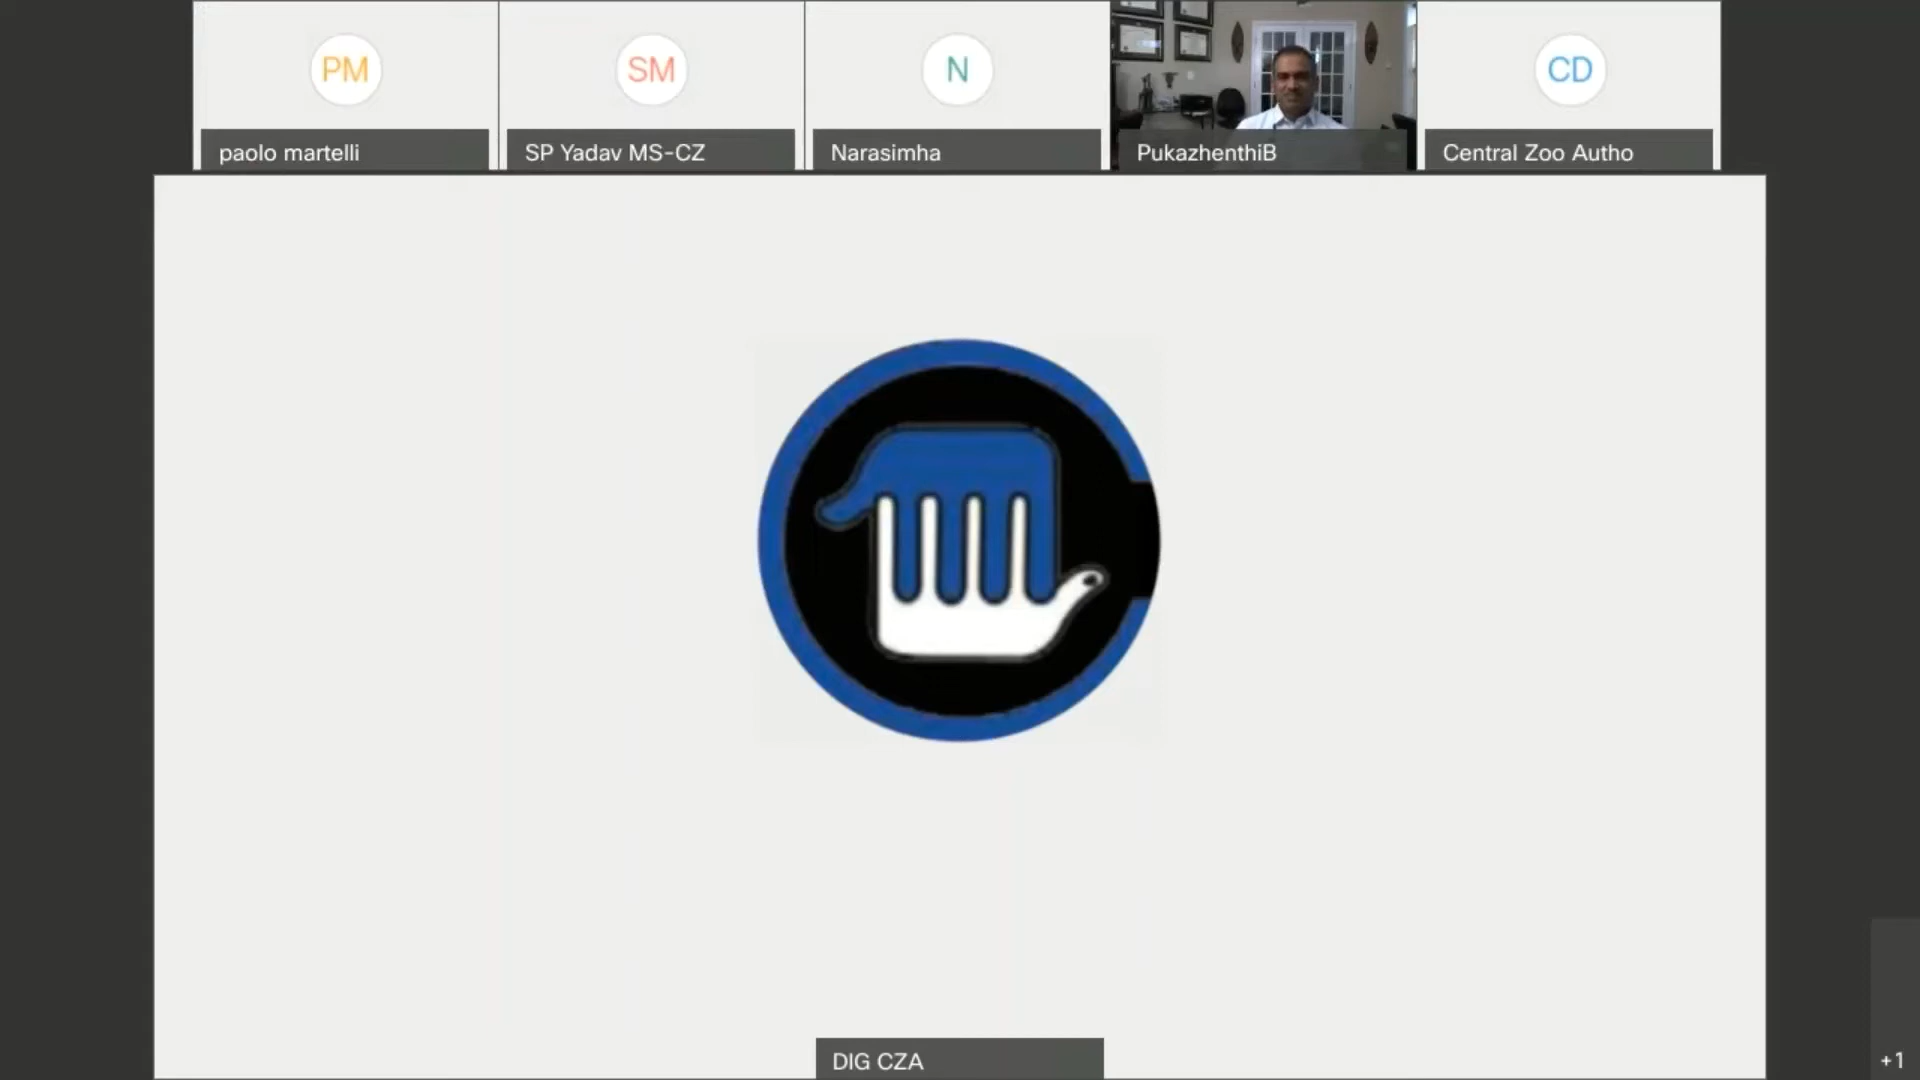 PM
SM
N
CD
paolo martelli
SP Yadav MS-CZ
Narasimha
PukazhenthiB
Central Zoo Autho
DIG CZA
+1